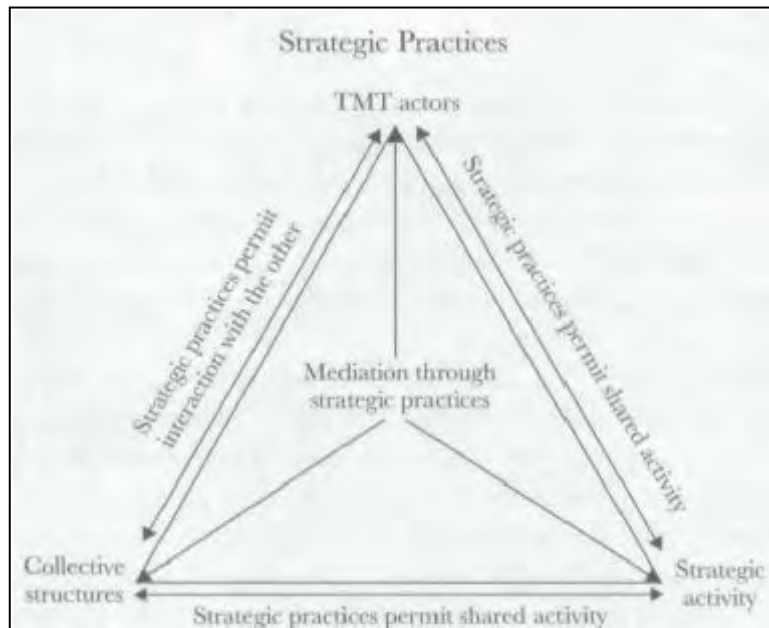 Strategic Practices
TMT actors
Strategic practices permit
interaction with the other
Strategic practices permit shared activity
Mediation through
strategic practices
Collective
structures
Strategic
activity
Strategic practices permit shared activity